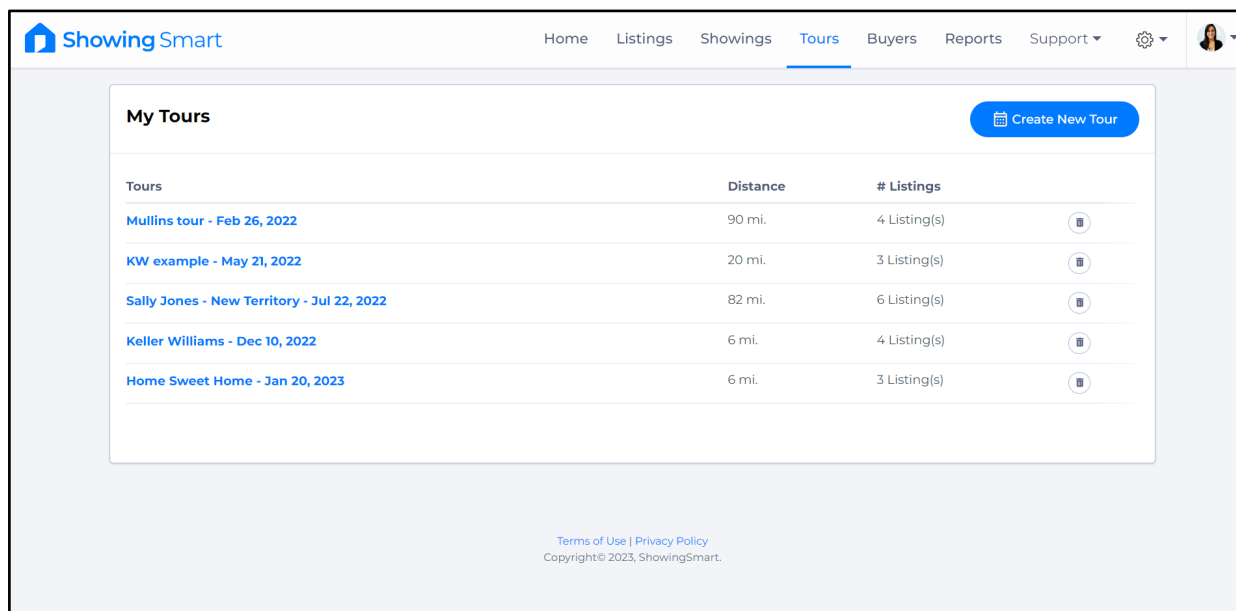 Showing Smart Home Listings Showings Tours Buyers Reports Support
My Tours Create New Tour
Tours Distance # Listings
Mullins tour - Feb 26, 2022 90 mi. 4 Listing(s)
KW example - May 21, 2022 20 mi. 3 Listing(s)
Sally Jones - New Territory - Jul 22, 2022 82 mi. 6 Listing(s)
Keller Williams - Dec 10, 2022 6 mi. 4 Listing(s)
Home Sweet Home - Jan 20, 2023 6 mi. 3 Listing(s)
Terms of Use | Privacy Policy
Copyright© 2023, ShowingSmart.